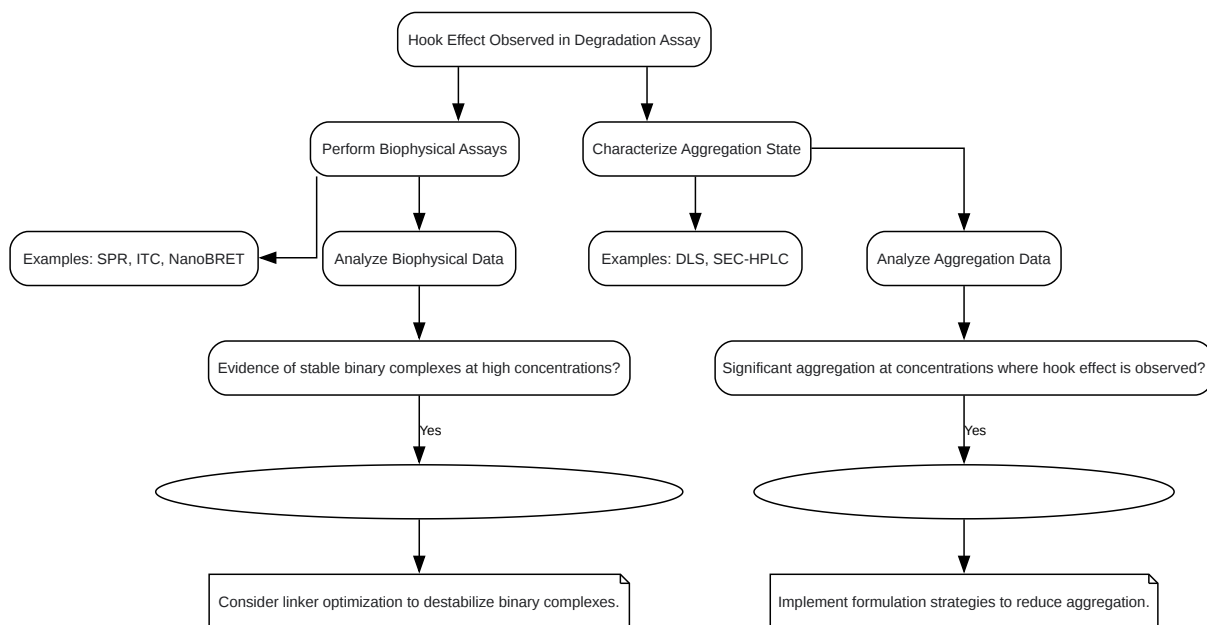 Hook Effect Observed in Degradation Assay
Perform Biophysical Assays
Characterize Aggregation State
Examples: SPR, ITC, NanoBRET
Analyze Biophysical Data
Examples: DLS, SEC-HPLC
Analyze Aggregation Data
Evidence of stable binary complexes at high concentrations?
Significant aggregation at concentrations where hook effect is observed?
Yes
Yes
Consider linker optimization to destabilize binary complexes.
Implement formulation strategies to reduce aggregation.